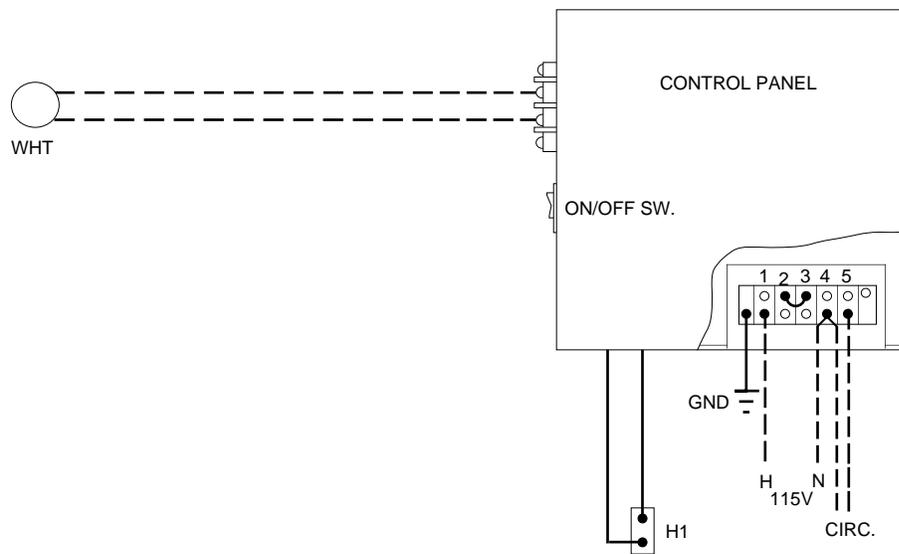 CONTROL PANEL
WHT
ON/OFF SW.
1 2 3 4 5
GND
H N
115V
CIRC.
H1